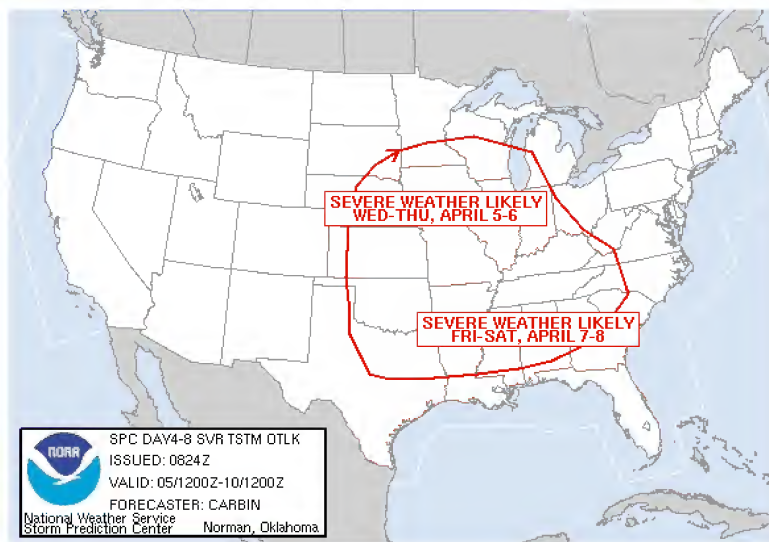 SEVERE WEATHER LIKELY
WED-THU, APRIL 5-6
SEVERE WEATHER LIKELY
FRI-SAT, APRIL 7-8
NOAA
SPC DAY4-8 SVR TSTM OTLK
ISSUED: 0824Z
VALID: 05/1200Z-10/1200Z
FORECASTER: CARBIN
National Weather Service
Storm Prediction Center Norman, Oklahoma